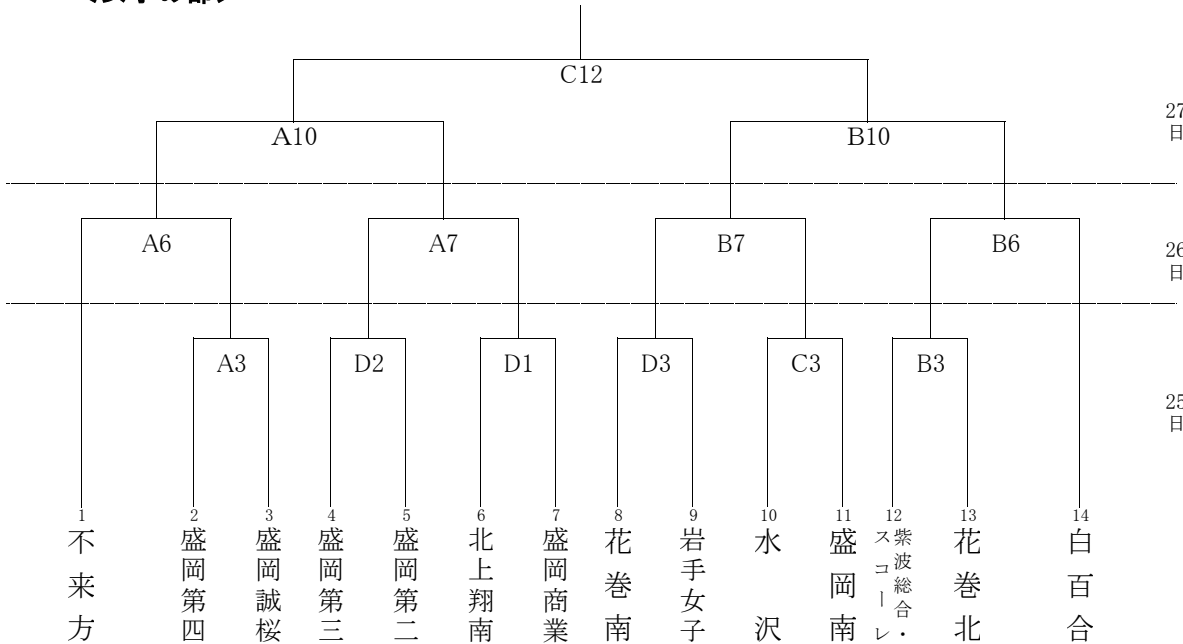 C12
A10
B10
27日
A6
A7
B7
B6
26日
A3
D2
D1
D3
C3
B3
25日
1
不来方
2
盛岡第四
3
盛岡誠桜
4
盛岡第三
5
盛岡第二
6
北上翔南
7
盛岡商業
8
花巻南
9
岩手女子
10
水沢
11
盛岡南
12
紫波総合・
スコーレ
13
花巻北
14
白百合